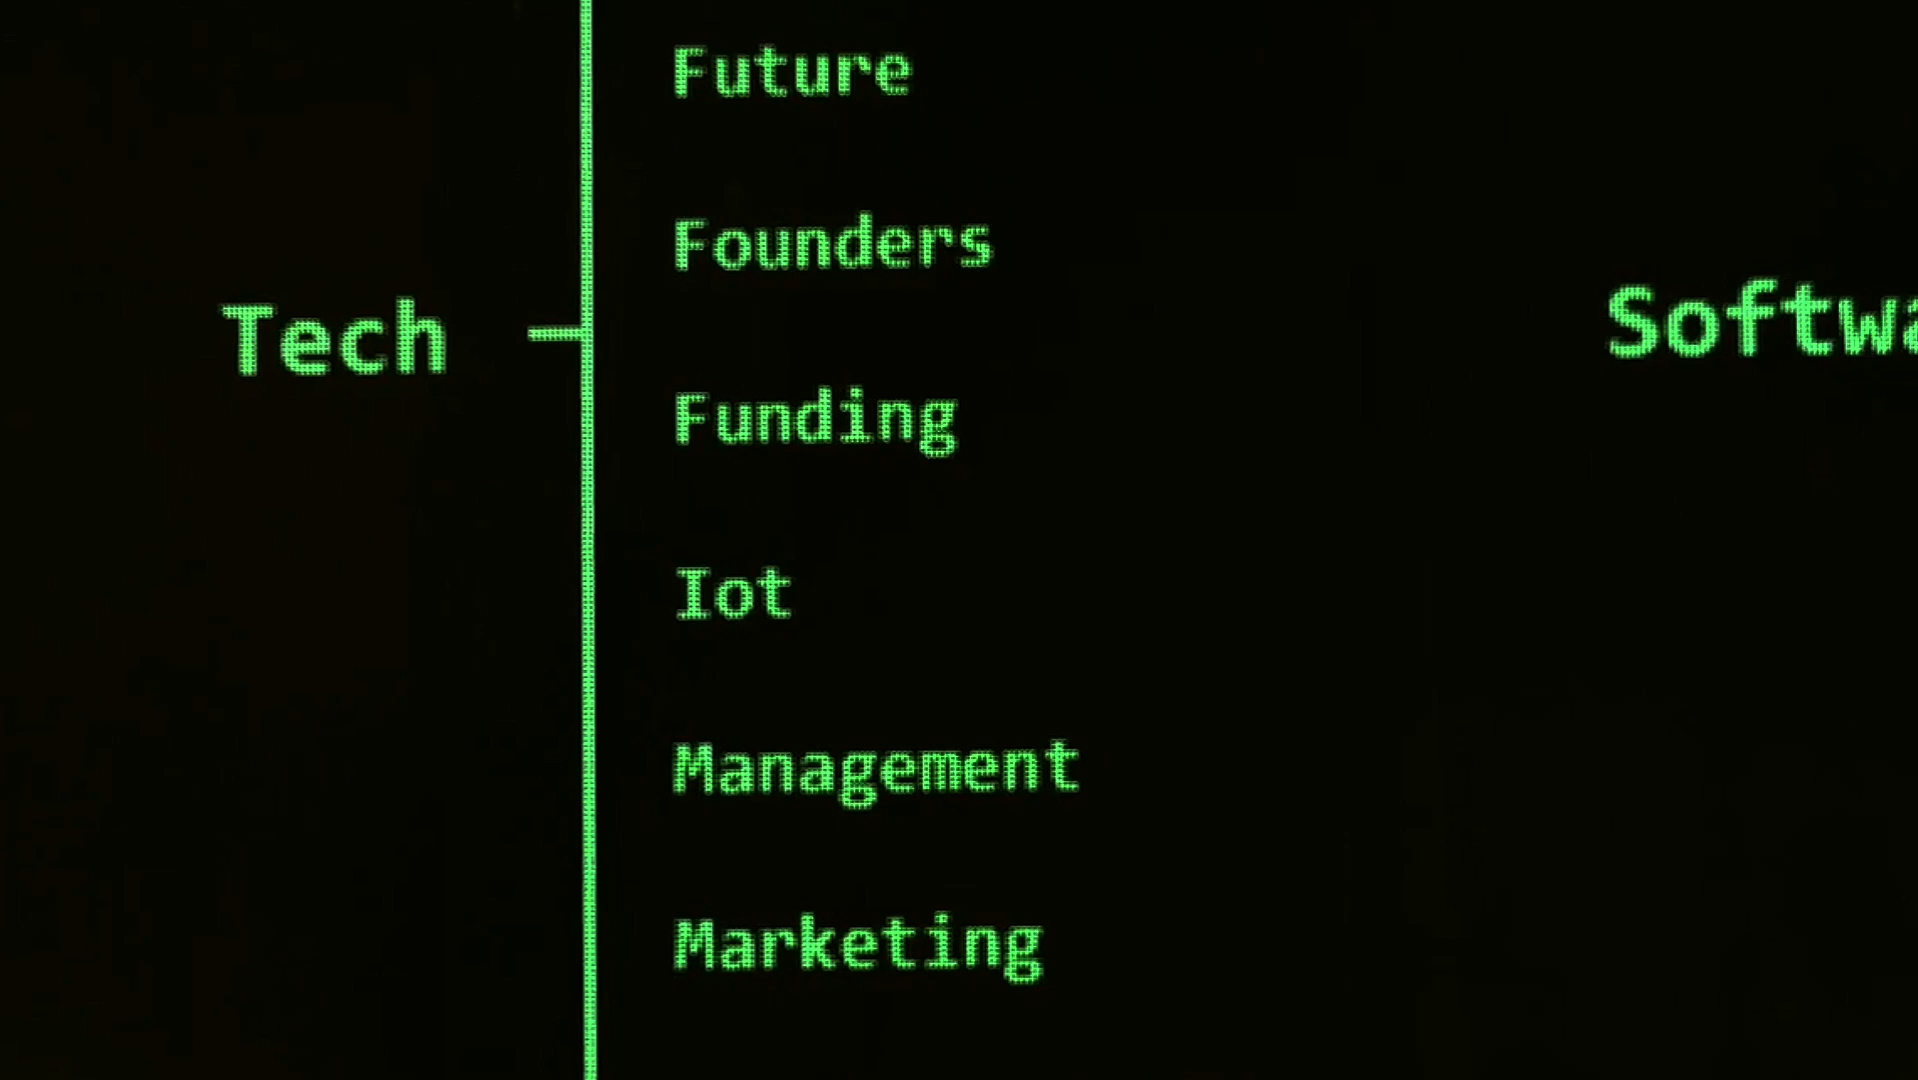 Future
Founders
Tech
Funding
Iot
Management
Marketing